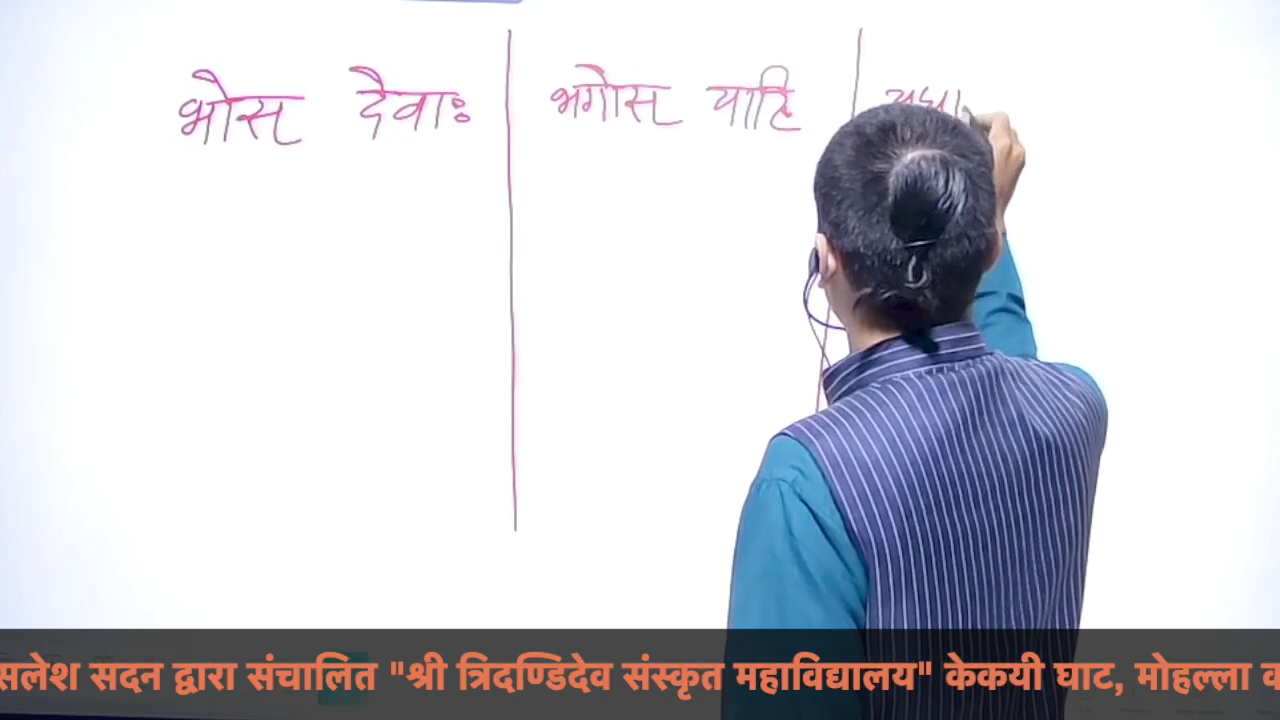 भोस् देवाः भगोस् याहि
सलेश सदन द्वारा संचालित "श्री त्रिदण्डिदेव संस्कृत महाविद्यालय" केकयी घाट, मोहल्ला व